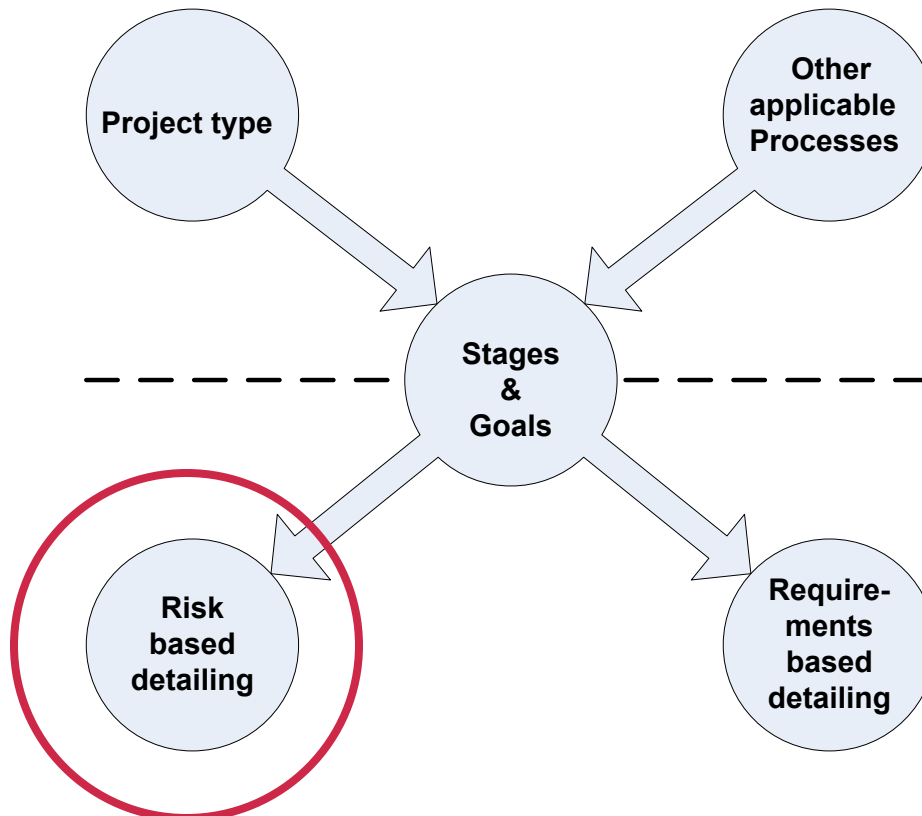 Project type
Other
applicable
Processes
Stages
&
Goals
Risk
based
detailing
Require-
ments
based
detailing